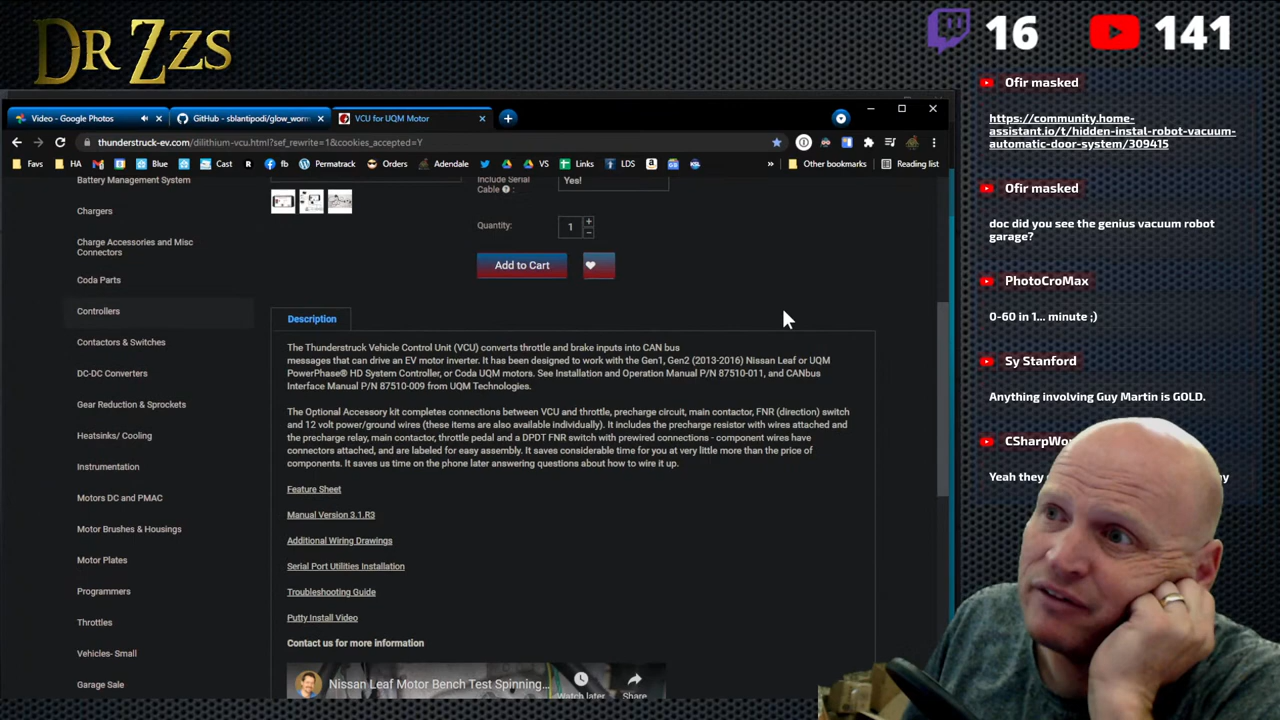 DR ZZS
16
141
Video - Google Photos
GitHub - sblantipodi/glow_worm
VCU for UQM Motor
thunderstruck-ev.com/dilithium-vcu.html?sef_rewrite=1&cookies_accepted=Y
Favs
HA
M
Blue
Cast
fb
Permatrack
Orders
Adendale
VS
Links
LDS
KSL
»
Other bookmarks
Reading list
Battery Management System
Chargers
Charge Accessories and Misc
Connectors
Coda Parts
Controllers
Contactors & Switches
DC-DC Converters
Gear Reduction & Sprockets
Heatsinks/ Cooling
Instrumentation
Motors DC and PMAC
Motor Brushes & Housings
Motor Plates
Programmers
Throttles
Vehicles- Small
Garage Sale
Include Serial
Cable ? :
Yes!
Quantity:
1
+
−
Add to Cart
Description
The Thunderstruck Vehicle Control Unit (VCU) converts throttle and brake inputs into CAN bus
messages that can drive an EV motor inverter. It has been designed to work with the Gen1, Gen2 (2013-2016) Nissan Leaf or UQM
PowerPhase® HD System Controller, or Coda UQM motors. See Installation and Operation Manual P/N 87510-011, and CANbus
Interface Manual P/N 87510-009 from UQM Technologies.
The Optional Accessory kit completes connections between VCU and throttle, precharge circuit, main contactor, FNR (direction) switch
and 12 volt power/ground wires (these items are also available individually). It includes the precharge resistor with wires attached and
the precharge relay, main contactor, throttle pedal and a DPDT FNR switch with prewired connections - component wires have
connectors attached, and are labeled for easy assembly. It saves considerable time for you at very little more than the price of
components. It saves us time on the phone later answering questions about how to wire it up.
Feature Sheet
Manual Version 3.1.R3
Additional Wiring Drawings
Serial Port Utilities Installation
Troubleshooting Guide
Putty Install Video
Contact us for more information
Nissan Leaf Motor Bench Test Spinning...
Watch later
Share
Ofir masked
https://community.home-
assistant.io/t/hidden-instal-robot-vacuum-
automatic-door-system/309415
Ofir masked
doc did you see the genius vacuum robot
garage?
PhotoCroMax
0-60 in 1... minute ;)
Sy Stanford
Anything involving Guy Martin is GOLD.
CSharpWo
Yeah they